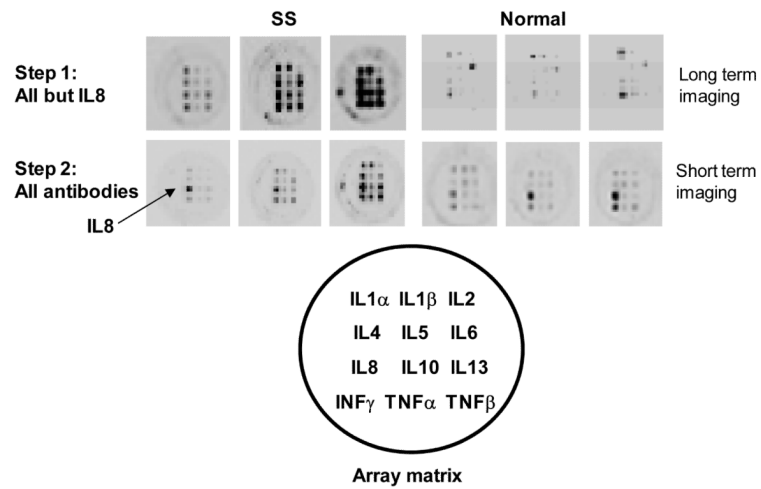 SS Normal
Step 1:
All but IL8
Long term
imaging
Step 2:
All antibodies
Short term
imaging
IL8
IL1α IL1β IL2
IL4 IL5 IL6
IL8 IL10 IL13
INFγ TNFα TNFβ
Array matrix